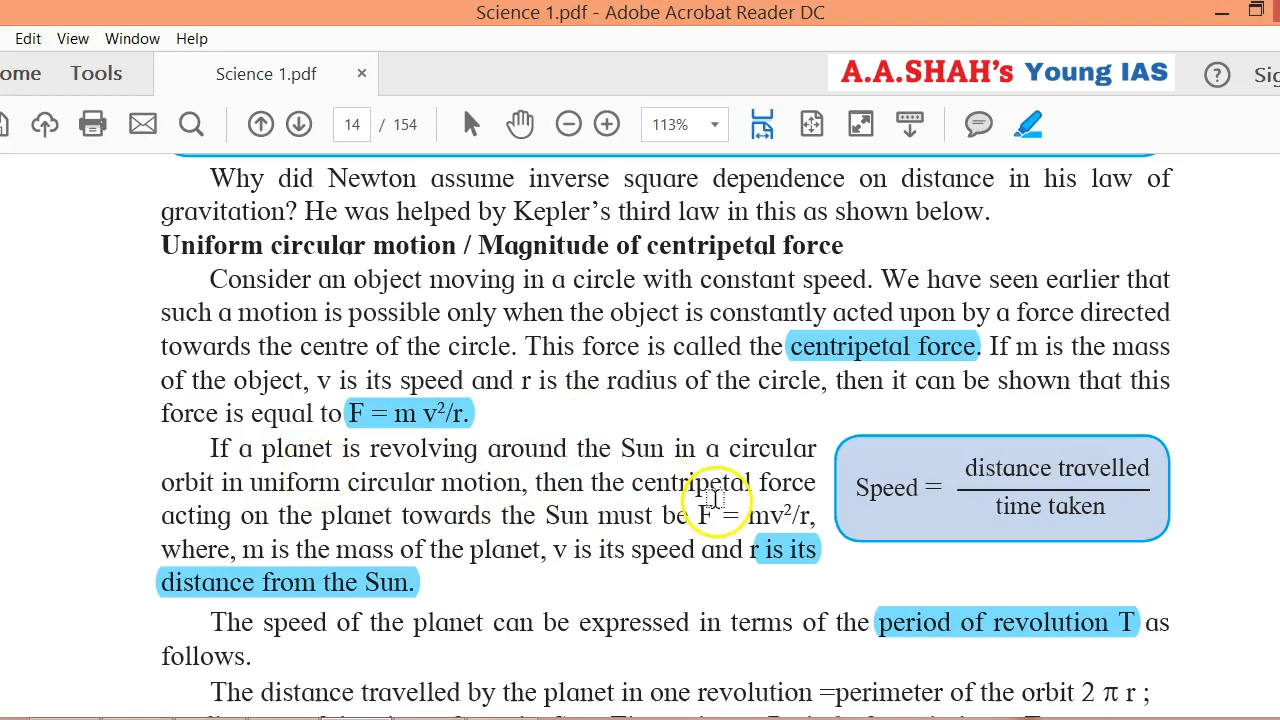 Science 1.pdf - Adobe Acrobat Reader DC
Edit View Window Help
ome Tools Science 1.pdf × A.A.SHAH's Young IAS ? Sig
14 / 154 113%
Why did Newton assume inverse square dependence on distance in his law of
gravitation? He was helped by Kepler's third law in this as shown below.
Uniform circular motion / Magnitude of centripetal force
Consider an object moving in a circle with constant speed. We have seen earlier that
such a motion is possible only when the object is constantly acted upon by a force directed
towards the centre of the circle. This force is called the centripetal force. If m is the mass
of the object, v is its speed and r is the radius of the circle, then it can be shown that this
force is equal to F = m v²/r.
If a planet is revolving around the Sun in a circular
orbit in uniform circular motion, then the centripetal force
acting on the planet towards the Sun must be F = mv²/r,
where, m is the mass of the planet, v is its speed and r is its
distance from the Sun.
distance travelled
Speed =
time taken
The speed of the planet can be expressed in terms of the period of revolution T as
follows.
The distance travelled by the planet in one revolution =perimeter of the orbit 2 π r ;